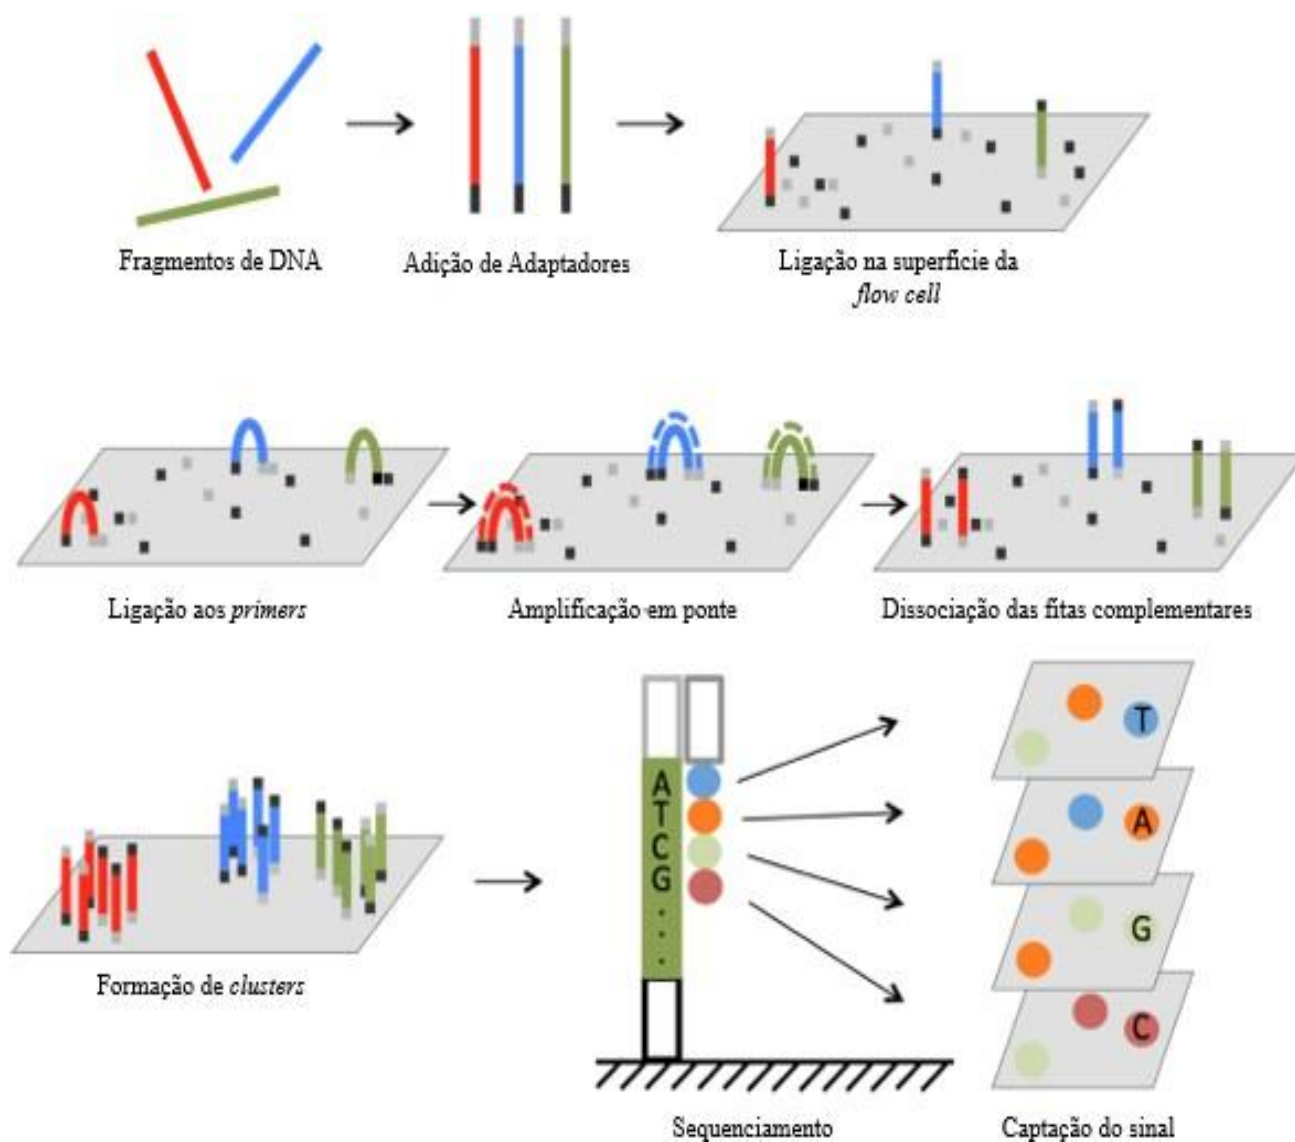 Fragmentos de DNA
Adição de Adaptadores
Ligação na superfície da
flow cell
Ligação aos primers
Amplificação em ponte
Dissociação das fitas complementares
Formação de clusters
A
T
C
G
.
.
.
T
A
G
C
Sequenciamento
Captação do sinal